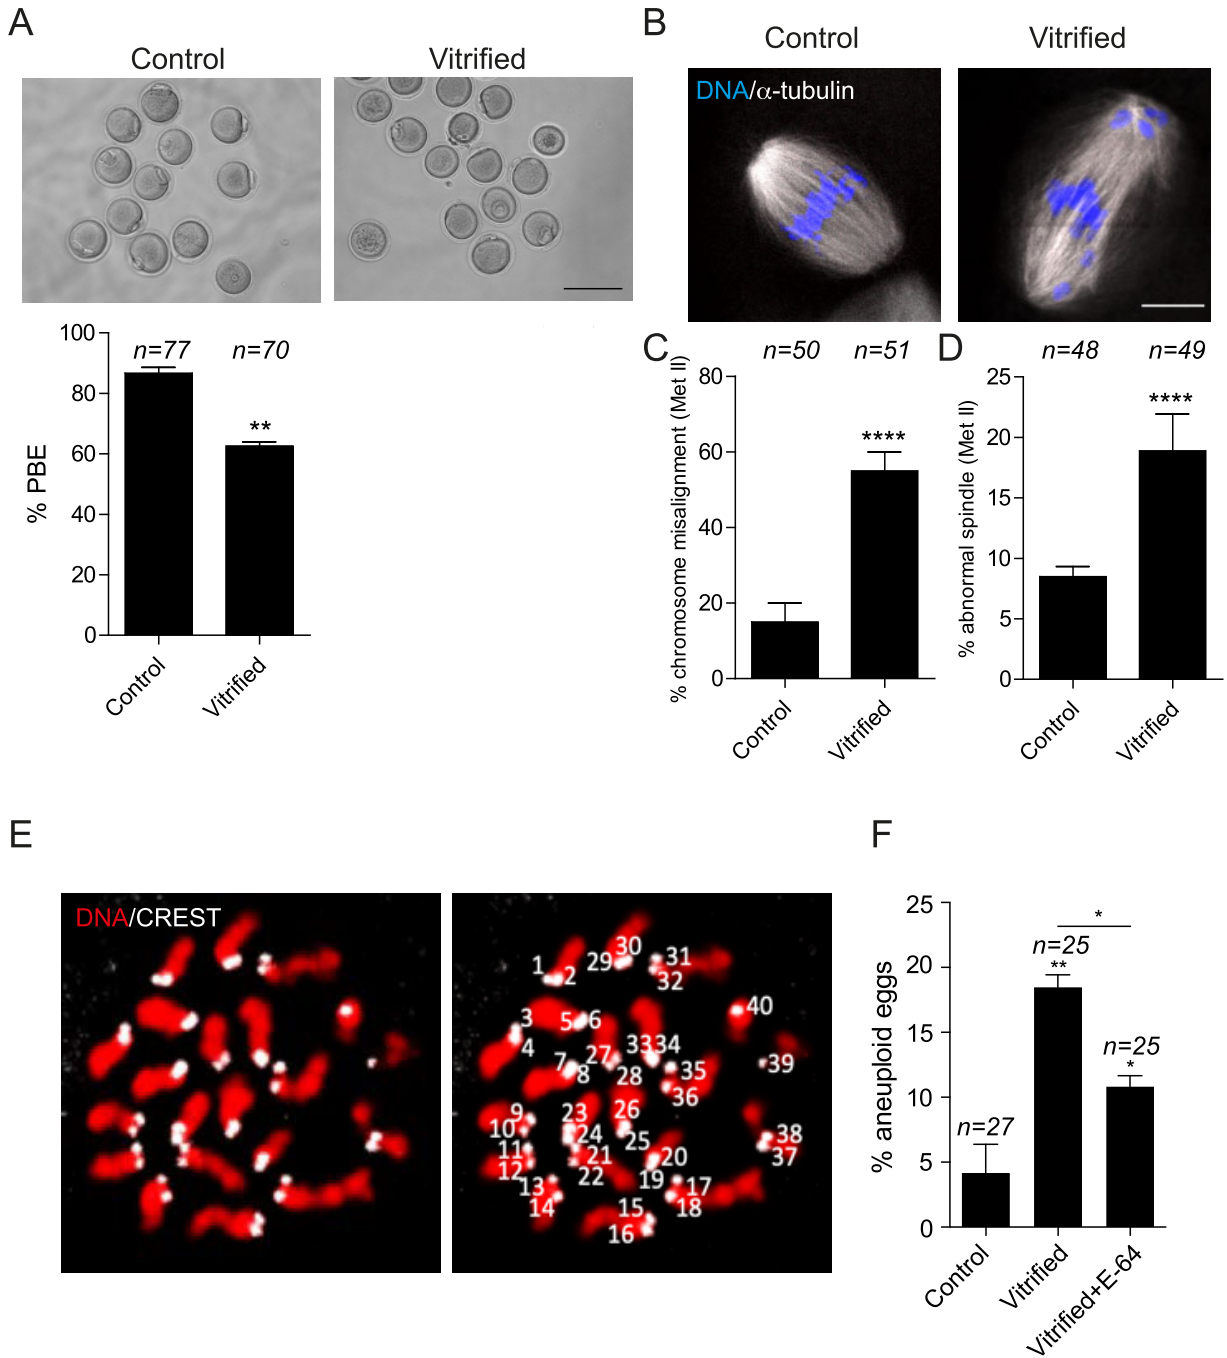 A
Control
Vitrified
100
80
60
40
20
0
% PBE
n=77
n=70
**
Control
Vitrified
B
Control
Vitrified
DNA/α-tubulin
C
80
60
40
20
0
% chromosome misalignment (Met II)
n=50
n=51
****
Control
Vitrified
D
25
20
15
10
5
0
% abnormal spindle (Met II)
n=48
n=49
****
Control
Vitrified
E
DNA/CREST
1
2
29
30
31
32
3
4
5
6
40
7
8
27
28
33
34
35
36
39
9
10
11
12
23
24
21
22
26
25
38
37
20
19
13
14
17
18
15
16
F
25
20
15
10
5
0
% aneuploid eggs
n=27
n=25
**
n=25
*
*
Control
Vitrified
Vitrified+E-64